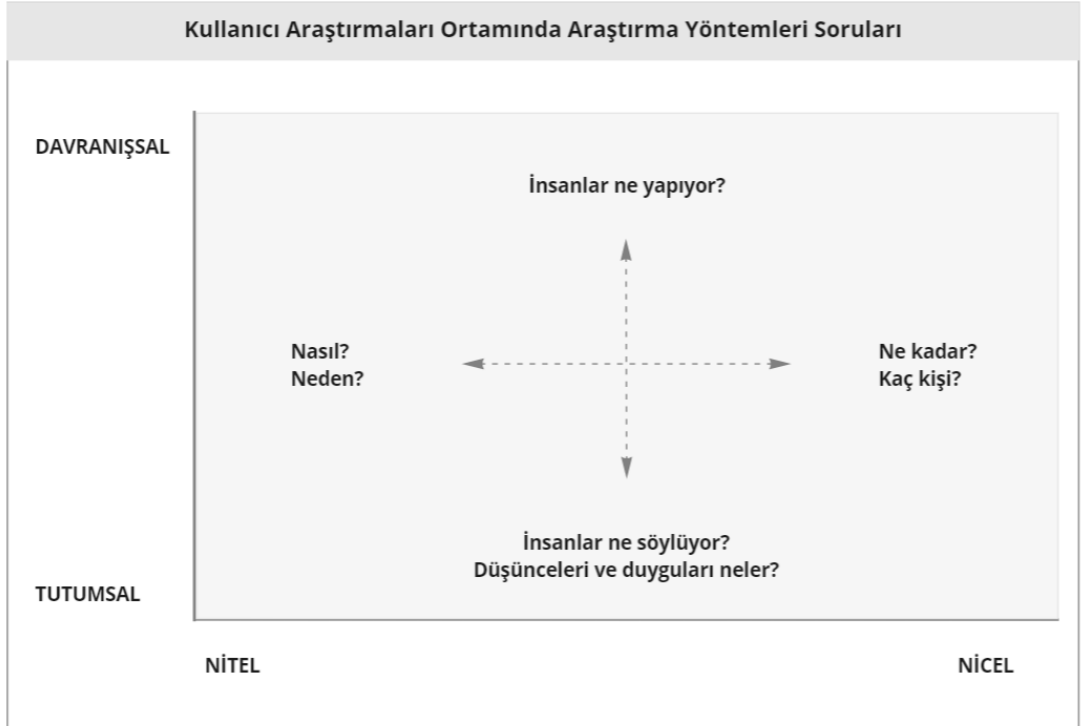 Kullanıcı Araştırmaları Ortamında Araştırma Yöntemleri Soruları
DAVRANIŞSAL
İnsanlar ne yapıyor?
Nasıl?
Neden?
Ne kadar?
Kaç kişi?
İnsanlar ne söylüyor?
Düşünceleri ve duyguları neler?
TUTUMSAL
NİTEL
NİCEL